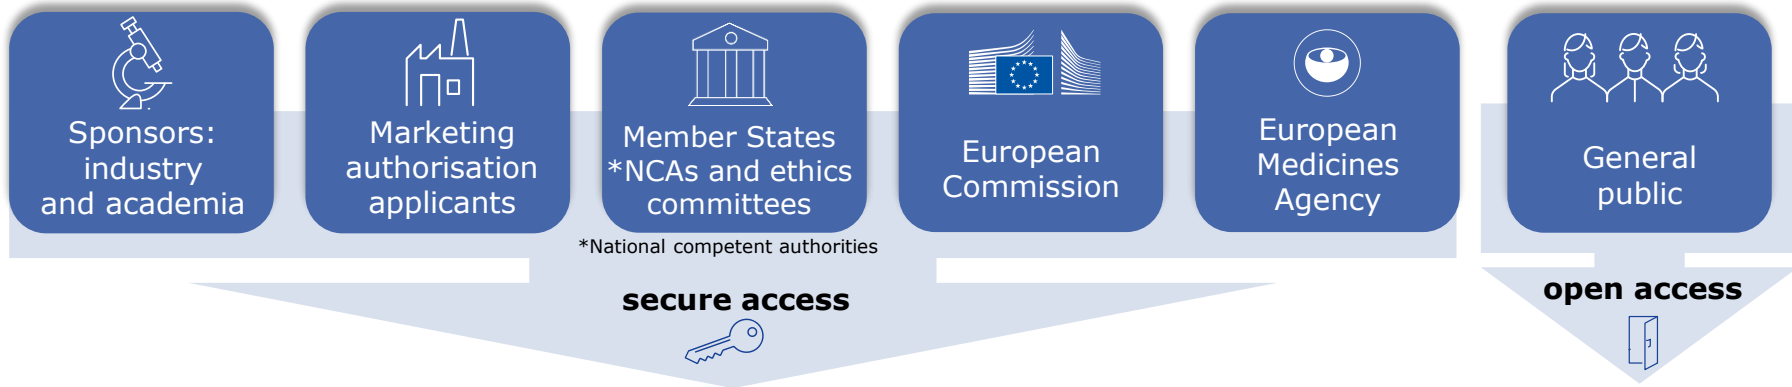 Sponsors:
industry
and academia
Marketing
authorisation
applicants
Member States
*NCAs and ethics
committees
European
Commission
European
Medicines
Agency
General
public
*National competent authorities
secure access
open access